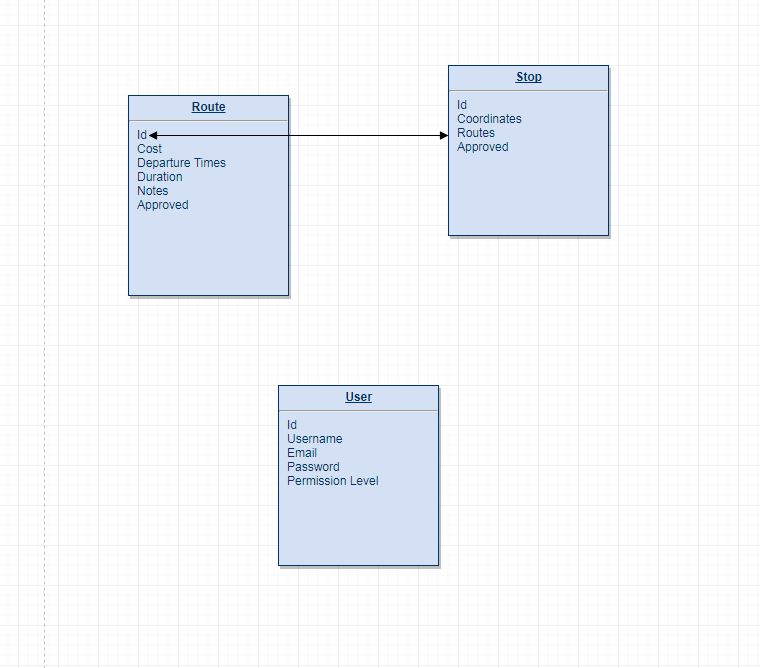 Route
Id
Cost
Departure Times
Duration
Notes
Approved
Stop
Id
Coordinates
Routes
Approved
User
Id
Username
Email
Password
Permission Level